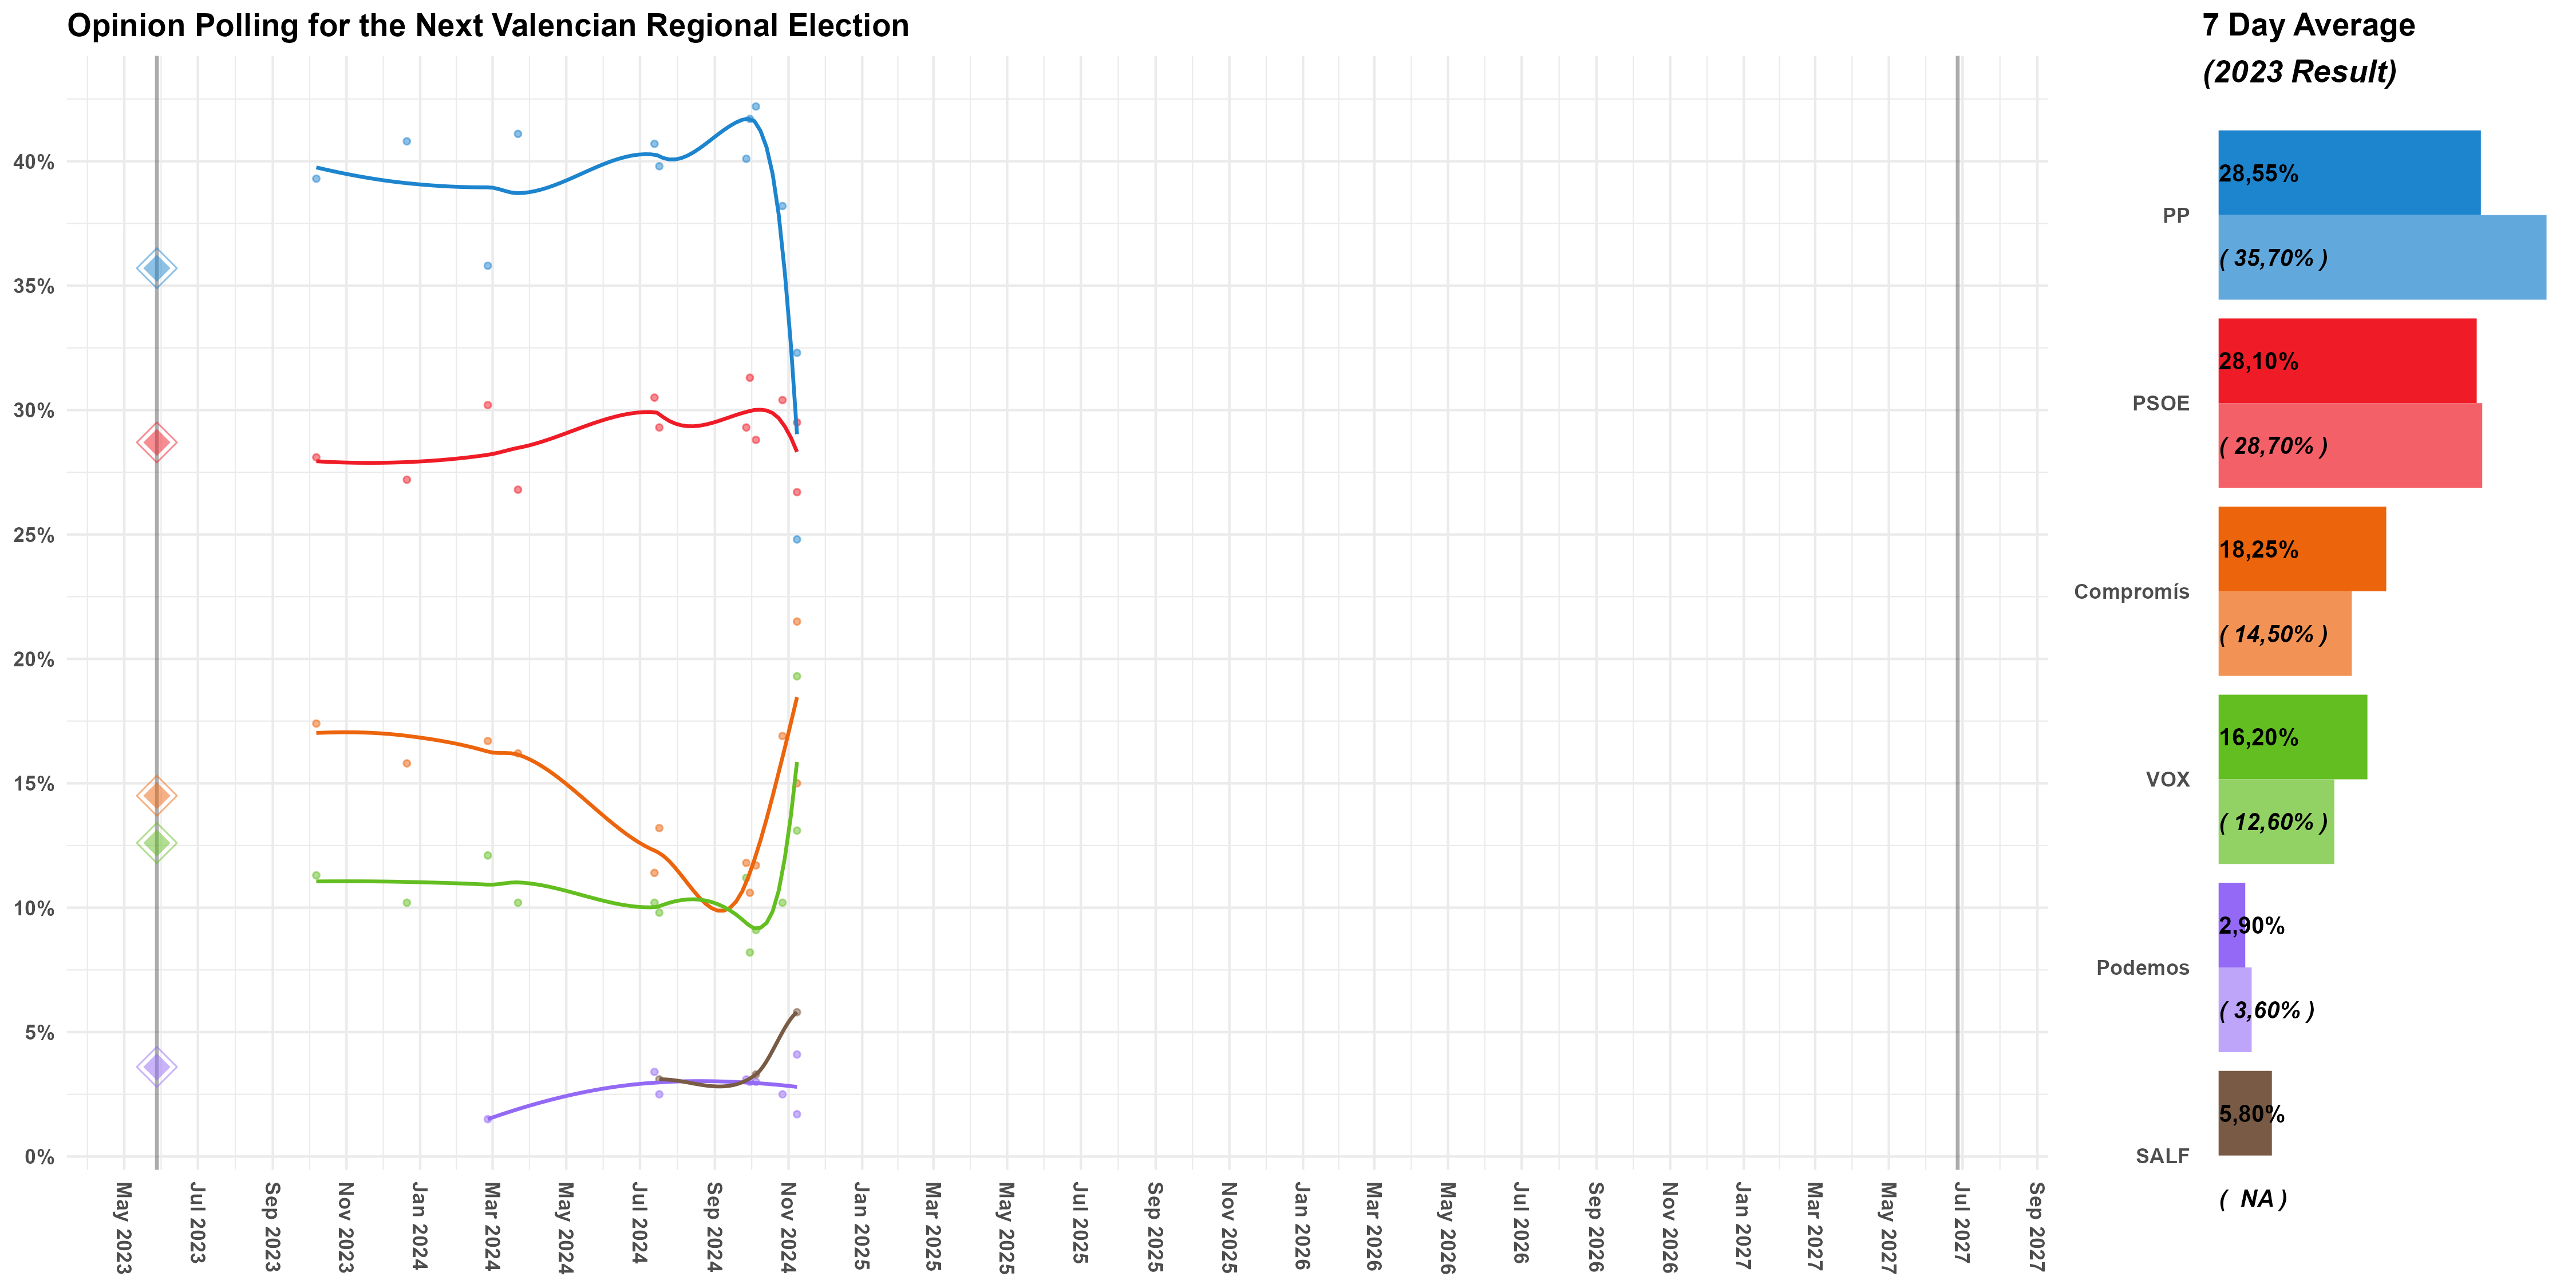 Opinion Polling for the Next Valencian Regional Election
7 Day Average
(2023 Result)
40%
35%
30%
25%
20%
15%
10%
5%
0%
May 2023
Jul 2023
Sep 2023
Nov 2023
Jan 2024
Mar 2024
May 2024
Jul 2024
Sep 2024
Nov 2024
Jan 2025
Mar 2025
May 2025
Jul 2025
Sep 2025
Nov 2025
Jan 2026
Mar 2026
May 2026
Jul 2026
Sep 2026
Nov 2026
Jan 2027
Mar 2027
May 2027
Jul 2027
Sep 2027
PP
28,55%
( 35,70% )
PSOE
28,10%
( 28,70% )
Compromís
18,25%
( 14,50% )
VOX
16,20%
( 12,60% )
Podemos
2,90%
( 3,60% )
SALF
5,80%
( NA )